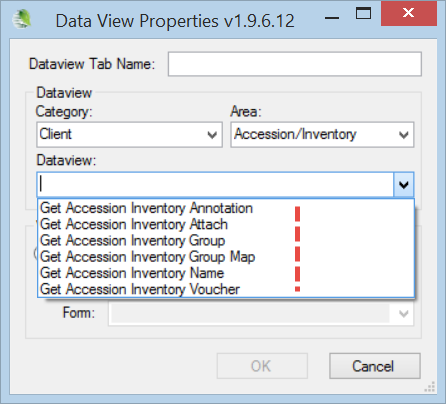 Data View Properties v1.9.6.12
Dataview Tab Name:
Dataview
Category:
Area:
Client
Accession/Inventory
Dataview:
Get Accession Inventory Annotation
Get Accession Inventory Attach
Get Accession Inventory Group
Get Accession Inventory Group Map
Get Accession Inventory Name
Get Accession Inventory Voucher
Form:
OK
Cancel